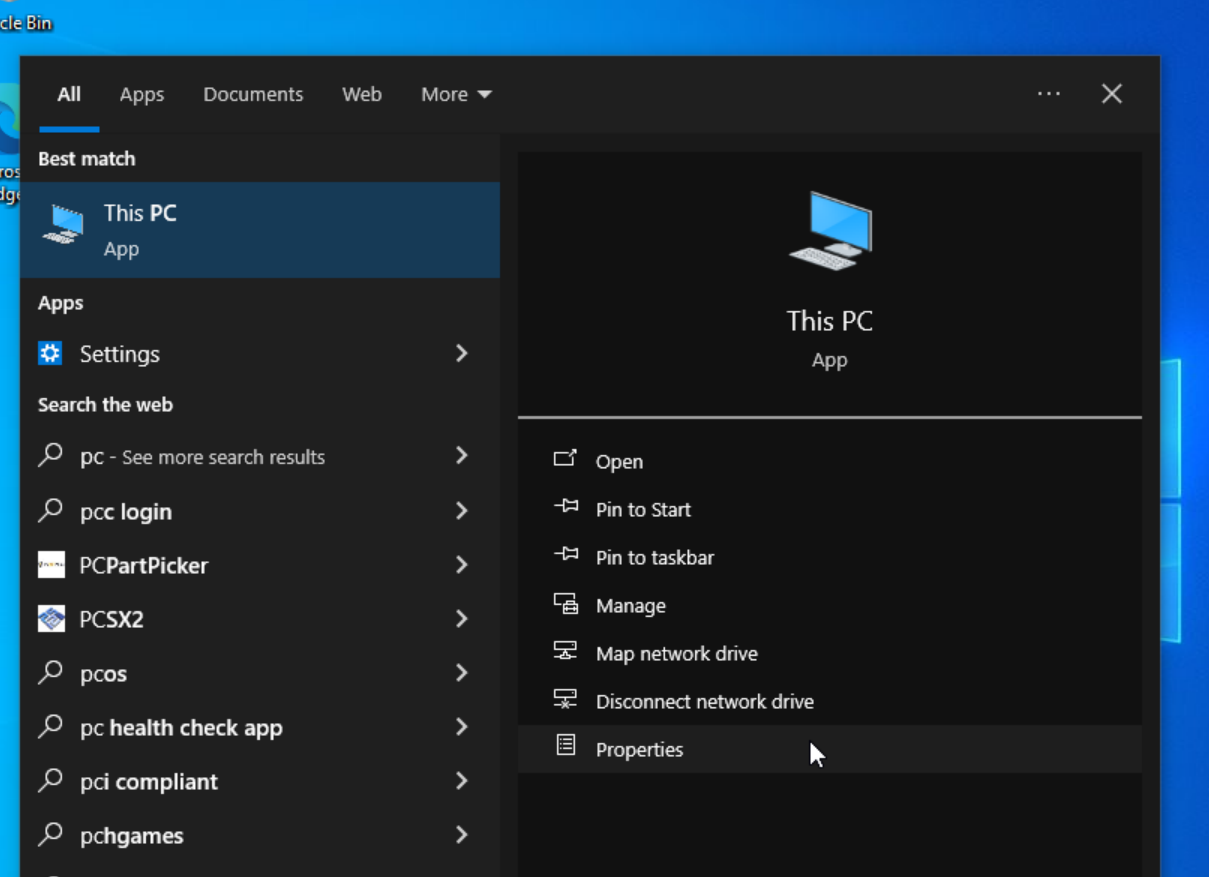 cle Bin
All
Apps
Documents
Web
More
Best match
This PC
App
Apps
Settings
Search the web
pc - See more search results
pcc login
PCPartPicker
PCSX2
pcos
pc health check app
pci compliant
pchgames
This PC
App
Open
Pin to Start
Pin to taskbar
Manage
Map network drive
Disconnect network drive
Properties
ros
dge